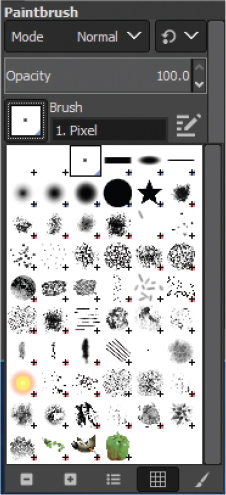 Paintbrush
Mode Normal
Opacity 100.0
Brush
1. Pixel